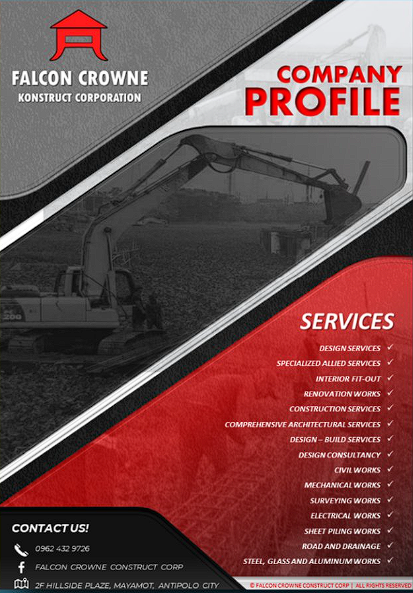 FALCON CROWNE
KONSTRUCT CORPORATION
COMPANY
PROFILE
SERVICES
DESIGN SERVICES ✓
SPECIALIZED ALLIED SERVICES ✓
INTERIOR FIT-OUT ✓
RENOVATION WORKS ✓
CONSTRUCTION SERVICES ✓
COMPREHENSIVE ARCHITECTURAL SERVICES ✓
DESIGN – BUILD SERVICES ✓
DESIGN CONSULTANCY ✓
CIVIL WORKS ✓
MECHANICAL WORKS ✓
SURVEYING WORKS ✓
ELECTRICAL WORKS ✓
SHEET PILING WORKS ✓
ROAD AND DRAINAGE ✓
STEEL, GLASS AND ALUMINUM WORKS ✓
CONTACT US!
0962 432 9726
FALCON CROWNE CONSTRUCT CORP
2F HILLSIDE PLAZE, MAYAMOT, ANTIPOLO CITY
© FALCON CROWNE CONSTRUCT CORP | ALL RIGHTS RESERVED